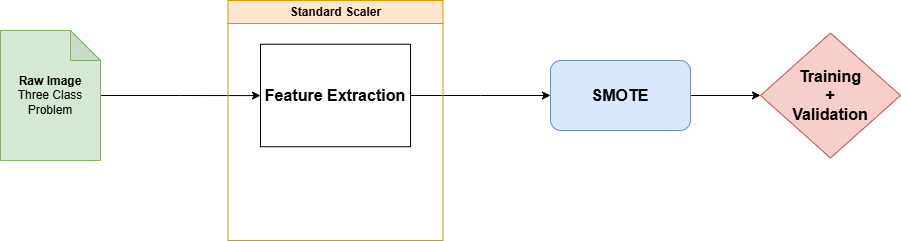 Standard Scaler
Raw Image
Three Class
Problem
Feature Extraction
SMOTE
Training
+
Validation